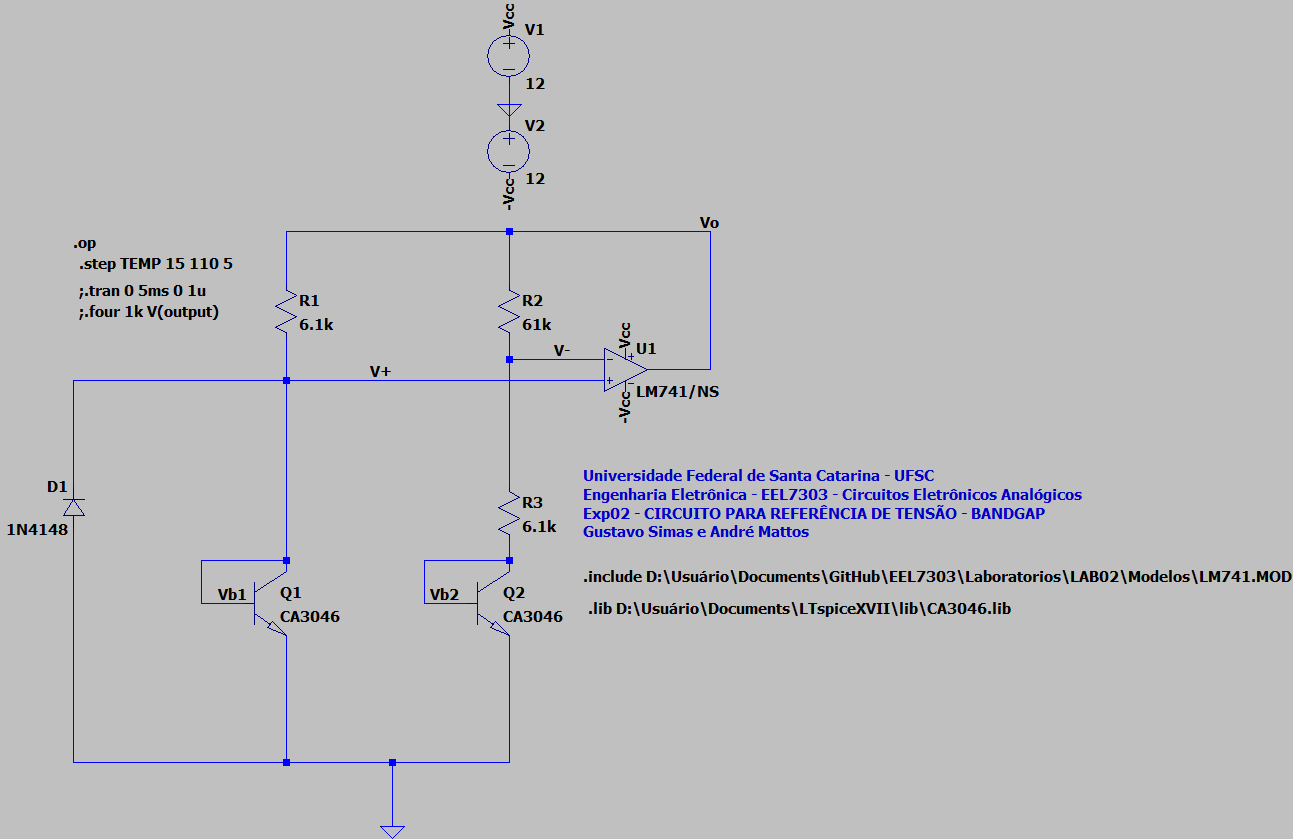 Vcc
V1
12
V2
12
-Vcc
Vo
.op
.step TEMP 15 110 5
;.tran 0 5ms 0 1u
;.four 1k V(output)
R1
6.1k
R2
61k
V-
Vcc
U1
V+
LM741/NS
-Vcc
D1
1N4148
R3
6.1k
Universidade Federal de Santa Catarina - UFSC
Engenharia Eletrônica - EEL7303 - Circuitos Eletrônicos Analógicos
Exp02 - CIRCUITO PARA REFERÊNCIA DE TENSÃO - BANDGAP
Gustavo Simas e André Mattos
.include D:\Usuário\Documents\GitHub\EEL7303\Laboratorios\LAB02\Modelos\LM741.MOD
.lib D:\Usuário\Documents\LTspiceXVII\lib\CA3046.lib
Vb1
Q1
CA3046
Vb2
Q2
CA3046